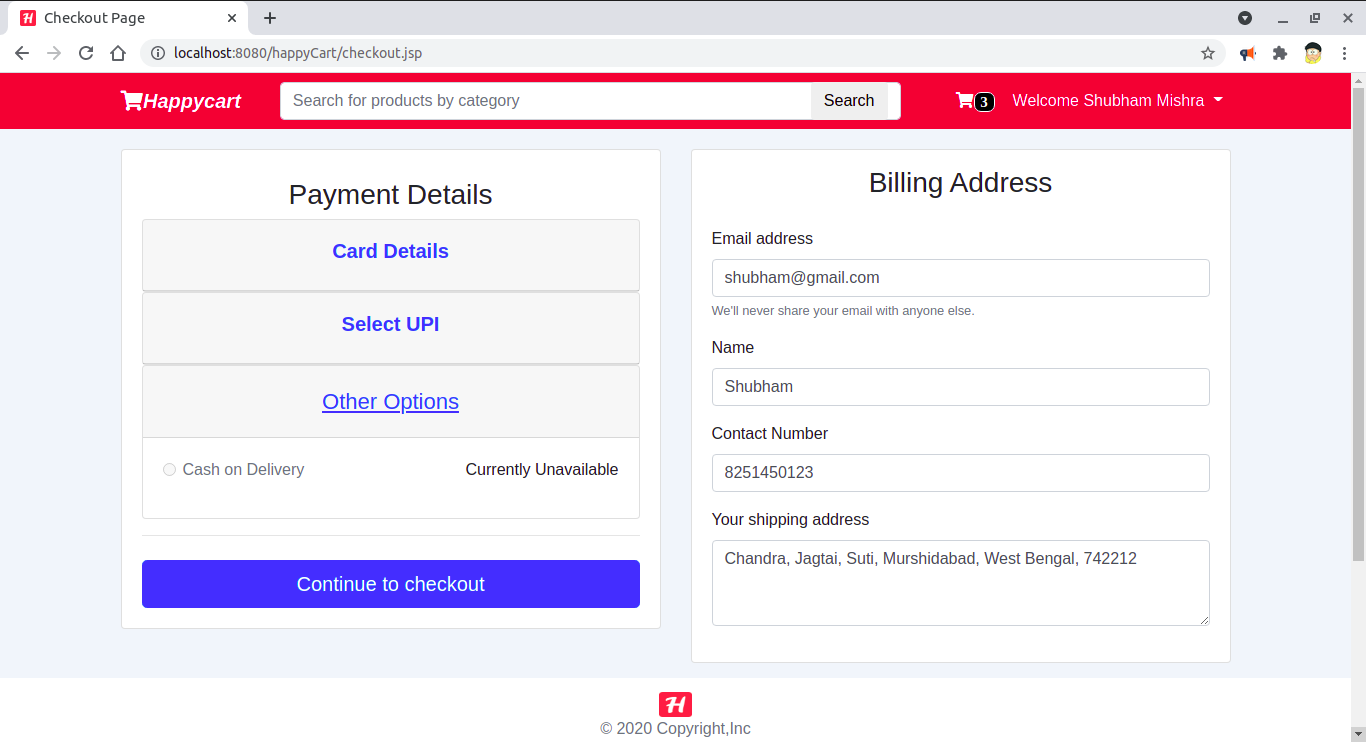 Checkout Page
localhost:8080/happyCart/checkout.jsp
Happycart
Search for products by category
Search
3
Welcome Shubham Mishra
Payment Details
Card Details
Select UPI
Other Options
Cash on Delivery
Currently Unavailable
Continue to checkout
Billing Address
Email address
shubham@gmail.com
We'll never share your email with anyone else.
Name
Shubham
Contact Number
8251450123
Your shipping address
Chandra, Jagtai, Suti, Murshidabad, West Bengal, 742212
H
© 2020 Copyright,Inc